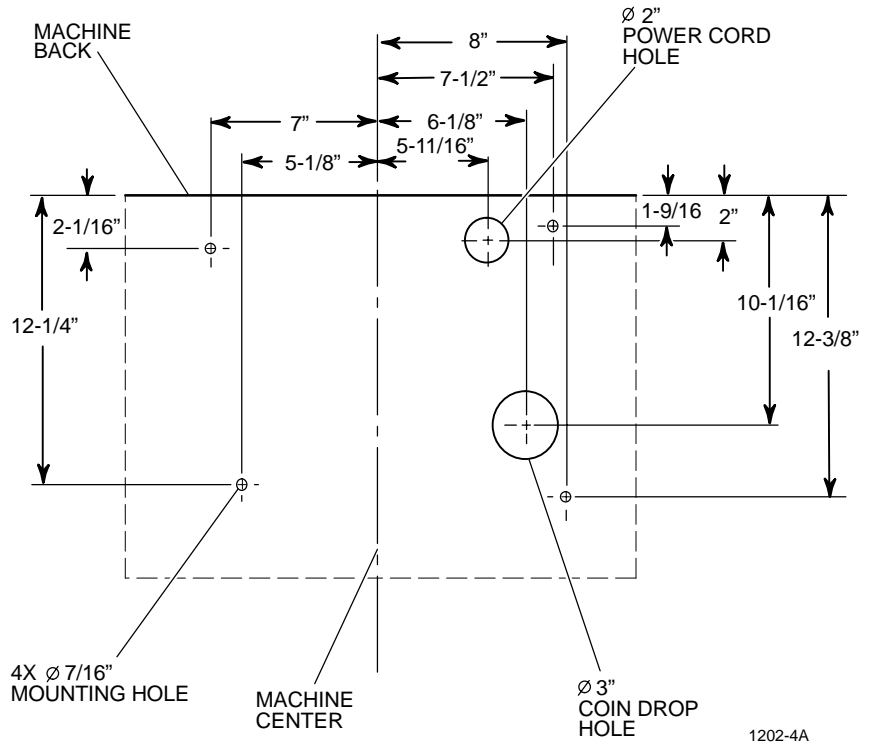 MACHINE
BACK
8”
∅ 2”
POWER CORD
HOLE
7-1/2”
7”
6-1/8”
5-1/8”
5-11/16”
2-1/16”
1-9/16
2”
12-1/4”
10-1/16”
12-3/8”
4X ∅ 7/16”
MOUNTING HOLE
MACHINE
CENTER
∅ 3”
COIN DROP
HOLE
1202-4A